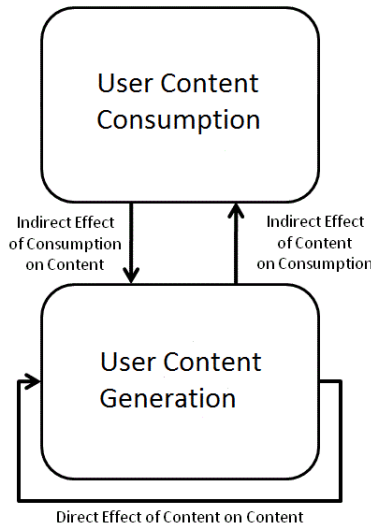 User Content
Consumption
Indirect Effect
of Consumption
on Content
Indirect Effect
of Content
on Consumption
User Content
Generation
Direct Effect of Content on Content